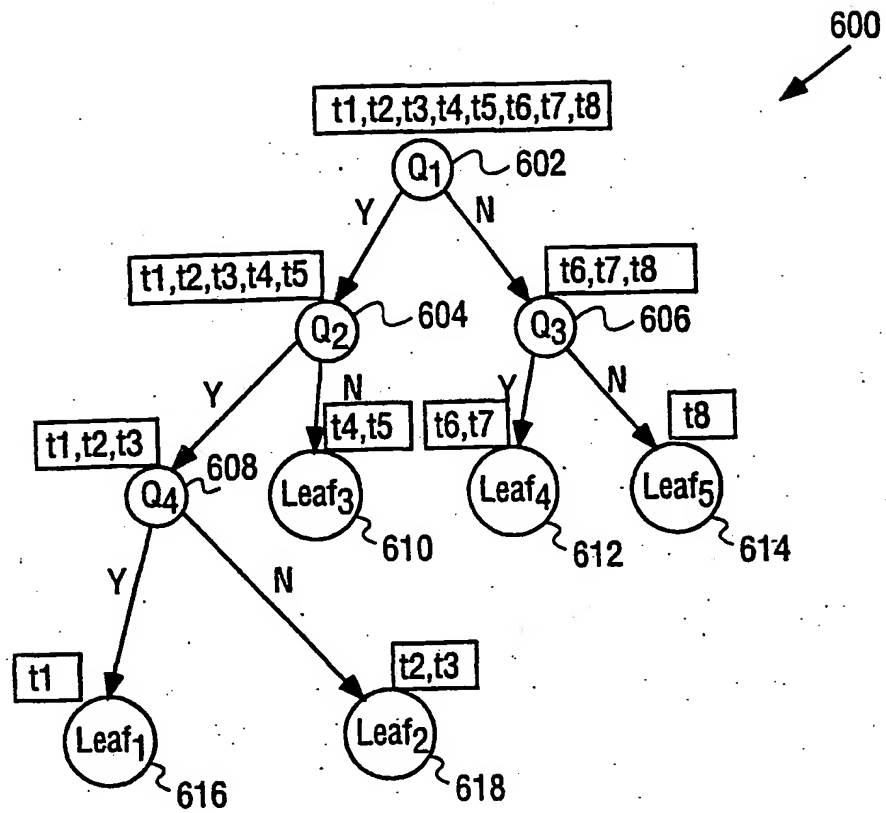 600
t1,t2,t3,t4,t5,t6,t7,t8
Q1
602
Y
N
t1,t2,t3,t4,t5
t6,t7,t8
Q2
604
Q3
606
Y
N
Y
N
t1,t2,t3
t4,t5
t6,t7
t8
Q4
608
Leaf3
Leaf4
Leaf5
610
612
614
Y
N
t1
t2,t3
Leaf1
Leaf2
616
618